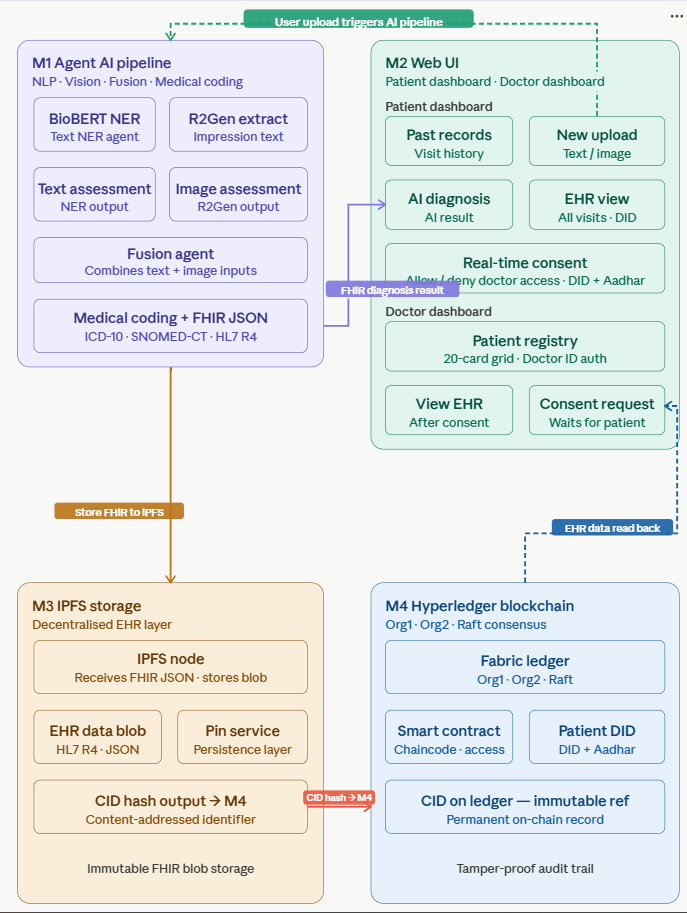 User upload triggers AI pipeline
M1 Agent AI pipeline
NLP · Vision · Fusion · Medical coding
BioBERT NER
Text NER agent
R2Gen extract
Impression text
Text assessment
NER output
Image assessment
R2Gen output
Fusion agent
Combines text + image inputs
Medical coding + FHIR JSON
ICD-10 · SNOMED-CT · HL7 R4
M2 Web UI
Patient dashboard · Doctor dashboard
Patient dashboard
Past records
Visit history
New upload
Text / image
AI diagnosis
AI result
EHR view
All visits · DID
Real-time consent
Allow / deny doctor access · DID + Aadhar
FHIR diagnosis result
Doctor dashboard
Patient registry
20-card grid · Doctor ID auth
View EHR
After consent
Consent request
Waits for patient
Store FHIR to IPFS
EHR data read back
M3 IPFS storage
Decentralised EHR layer
IPFS node
Receives FHIR JSON · stores blob
EHR data blob
HL7 R4 · JSON
Pin service
Persistence layer
CID hash output → M4
Content-addressed identifier
Immutable FHIR blob storage
CID hash → M4
M4 Hyperledger blockchain
Org1 · Org2 · Raft consensus
Fabric ledger
Org1 · Org2 · Raft
Smart contract
Chaincode · access
Patient DID
DID + Aadhar
CID on ledger — immutable ref
Permanent on-chain record
Tamper-proof audit trail